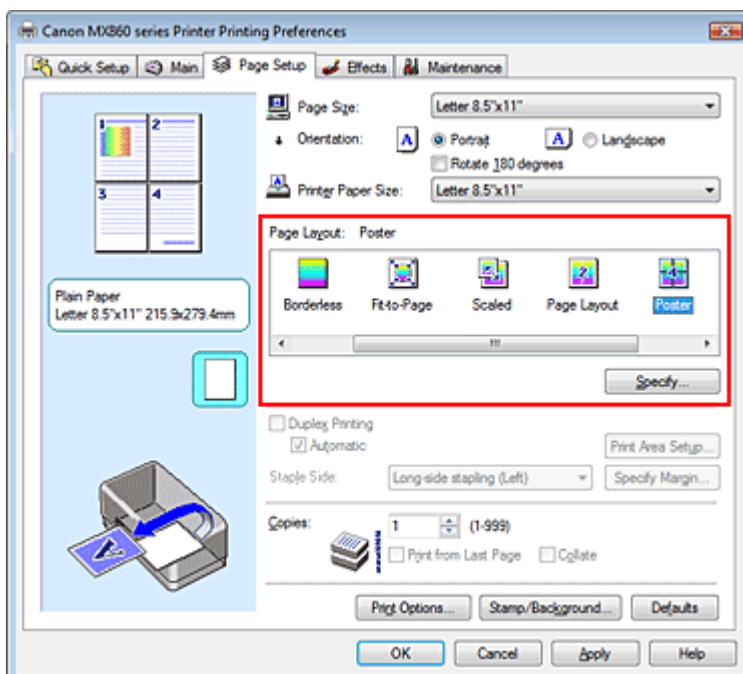 Canon MX860 series Printer Printing Preferences
Quick Setup Main Page Setup Effects Maintenance
1 2
3 4
Plain Paper
Letter 8.5"x11" 215.9x279.4mm
Page Size: Letter 8.5"x11"
Orientation: A Portrait A Landscape
Rotate 180 degrees
Printer Paper Size: Letter 8.5"x11"
Page Layout: Poster
Borderless Fit-to-Page Scaled Page Layout Poster
Specify...
Duplex Printing
Automatic Print Area Setup...
Staple Side: Long-side stapling (Left) Specify Margin...
Copies: 1 (1-999)
Print from Last Page Collate
Print Options... Stamp/Background... Defaults
OK Cancel Apply Help